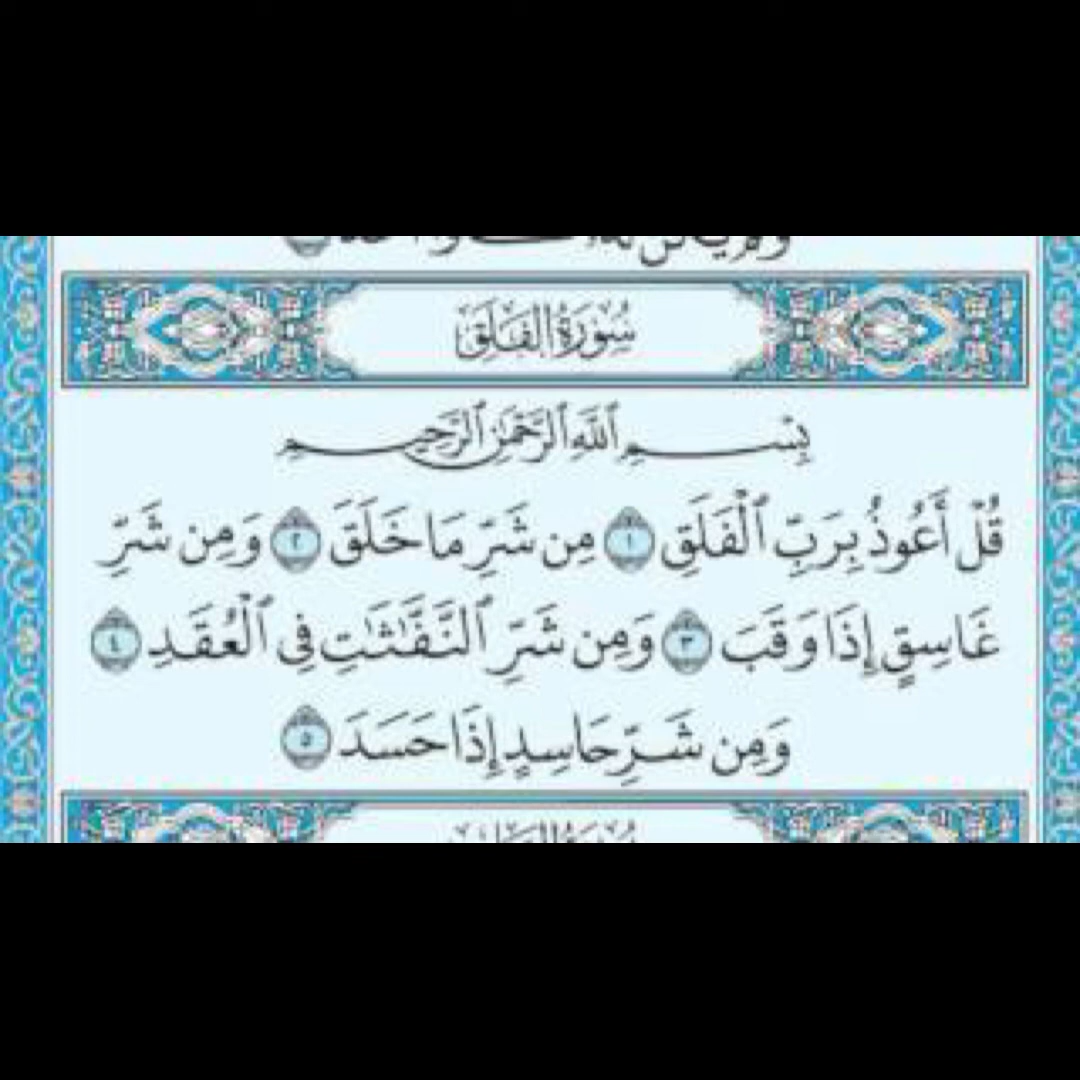 سُورَةُ الفَلَقِ
بِسْمِ ٱللَّهِ ٱلرَّحْمَٰنِ ٱلرَّحِيمِ
قُلْ أَعُوذُ بِرَبِّ ٱلْفَلَقِ ١ مِن شَرِّ مَا خَلَقَ ٢ وَمِن شَرِّ
غَاسِقٍ إِذَا وَقَبَ ٣ وَمِن شَرِّ ٱلنَّفَّٰثَٰتِ فِى ٱلْعُقَدِ ٤
وَمِن شَرِّ حَاسِدٍ إِذَا حَسَدَ ٥